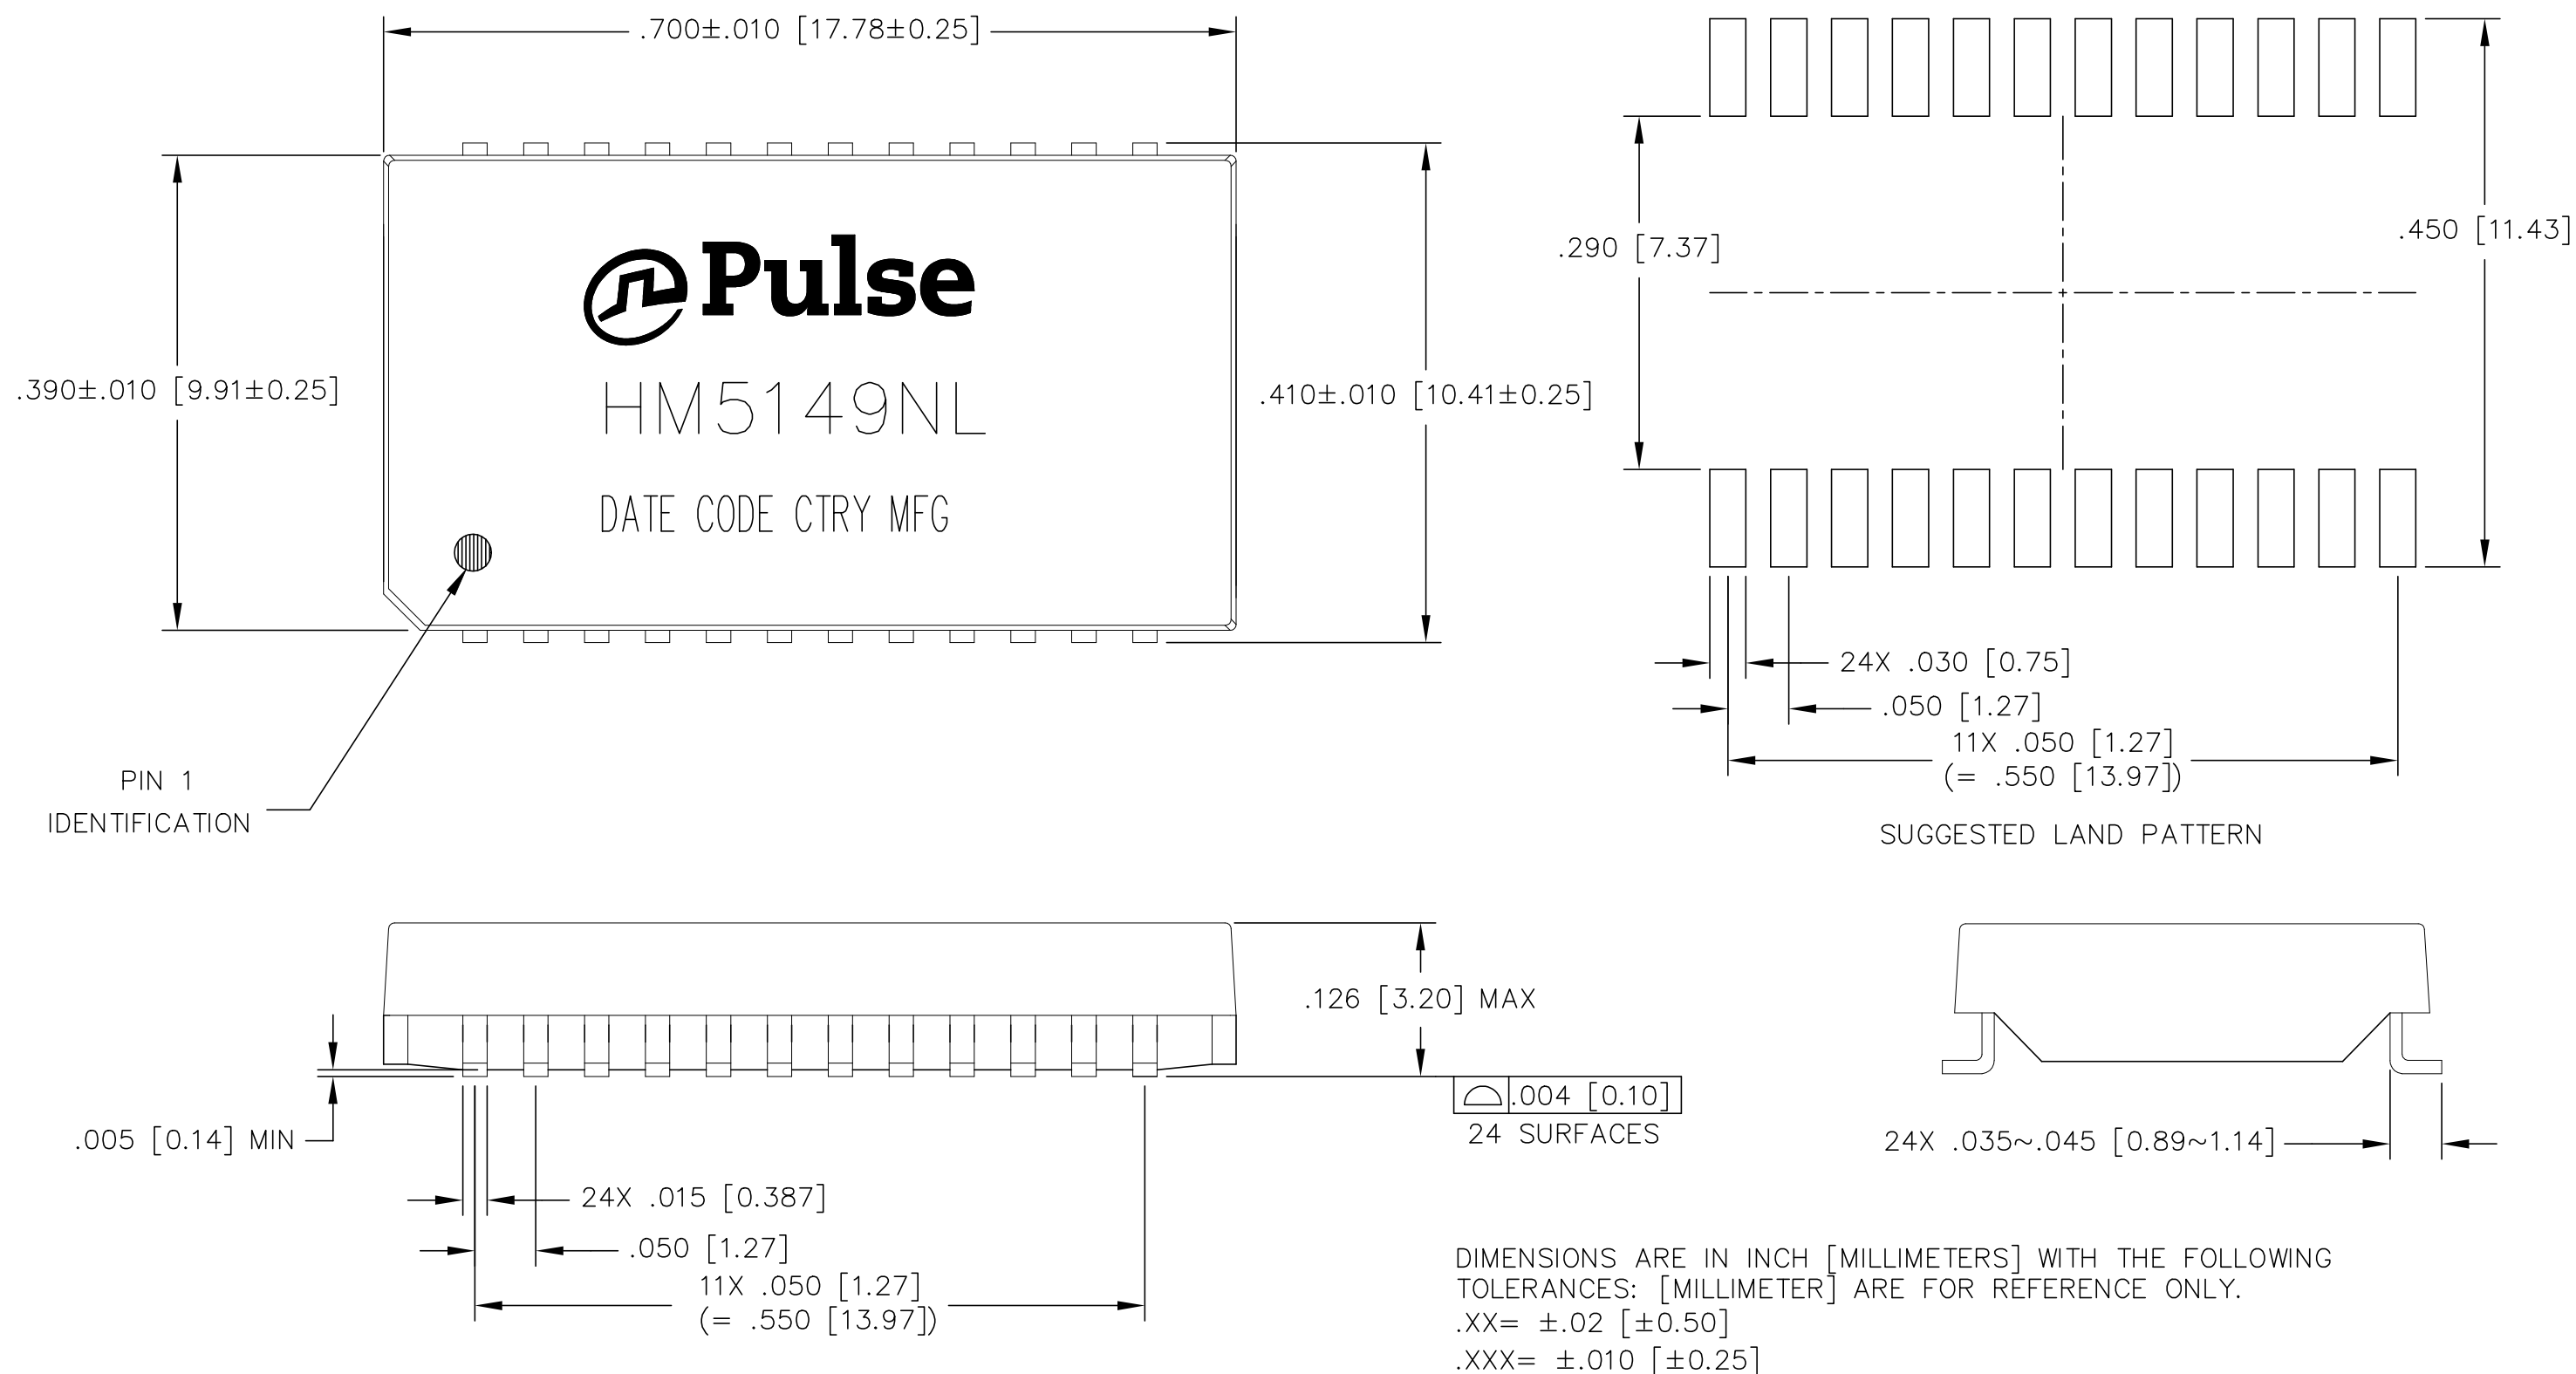 .700±.010 [17.78±0.25]
.390±.010 [9.91±0.25]
Pulse
HM5149NL
DATE CODE CTRY MFG
.410±.010 [10.41±0.25]
PIN 1
IDENTIFICATION
.290 [7.37]
.450 [11.43]
24X .030 [0.75]
.050 [1.27]
11X .050 [1.27]
(= .550 [13.97])
SUGGESTED LAND PATTERN
.126 [3.20] MAX
.004 [0.10]
24 SURFACES
.005 [0.14] MIN
24X .015 [0.387]
.050 [1.27]
11X .050 [1.27]
(= .550 [13.97])
24X .035~.045 [0.89~1.14]
DIMENSIONS ARE IN INCH [MILLIMETERS] WITH THE FOLLOWING
TOLERANCES: [MILLIMETER] ARE FOR REFERENCE ONLY.
.XX= ±.02 [±0.50]
.XXX= ±.010 [±0.25]